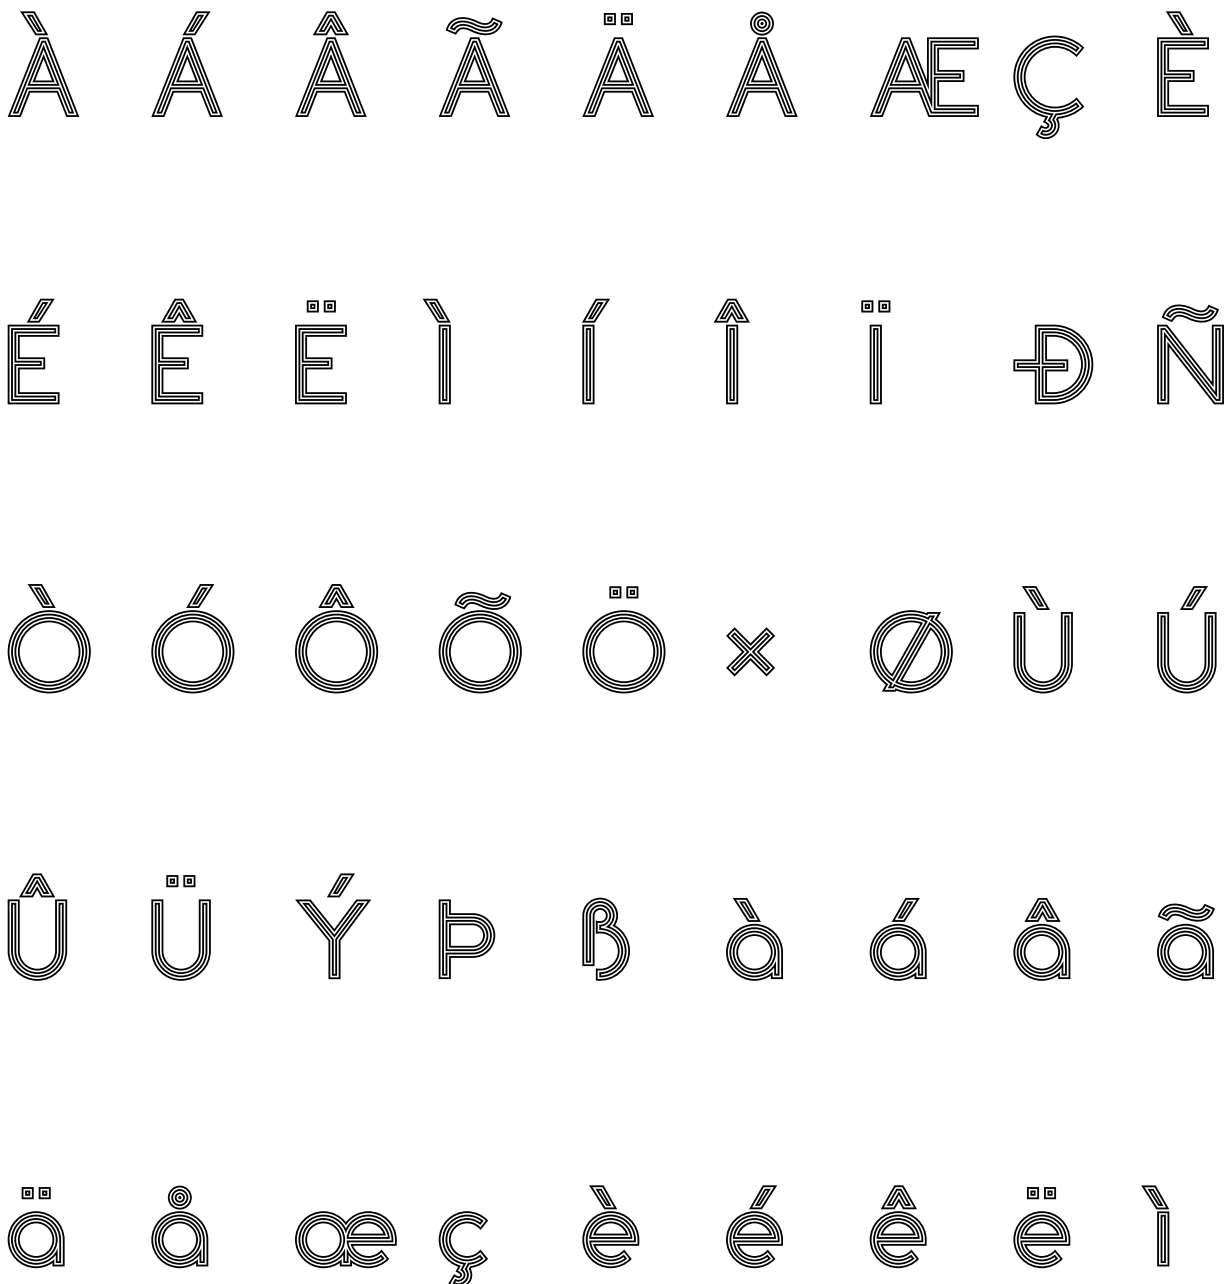 À Á Â Ã Ä Å Æ Ç È
É Ê Ë Ì Í Î Ï Ð Ñ
Ò Ó Ô Õ Ö × Ø Ù Ú
Û Ü Ý Þ ß à á â ã
ä å æ ç è é ê ë ì